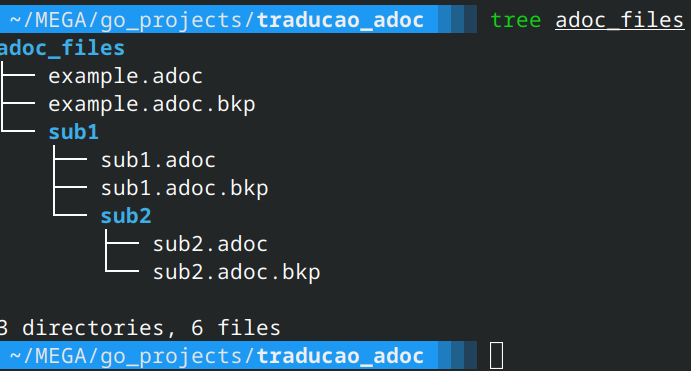 ~/MEGA/go_projects/traducao_adoc tree adoc_files
adoc_files
├── example.adoc
├── example.adoc.bkp
└── sub1
    ├── sub1.adoc
    ├── sub1.adoc.bkp
    └── sub2
        ├── sub2.adoc
        └── sub2.adoc.bkp
3 directories, 6 files
~/MEGA/go_projects/traducao_adoc